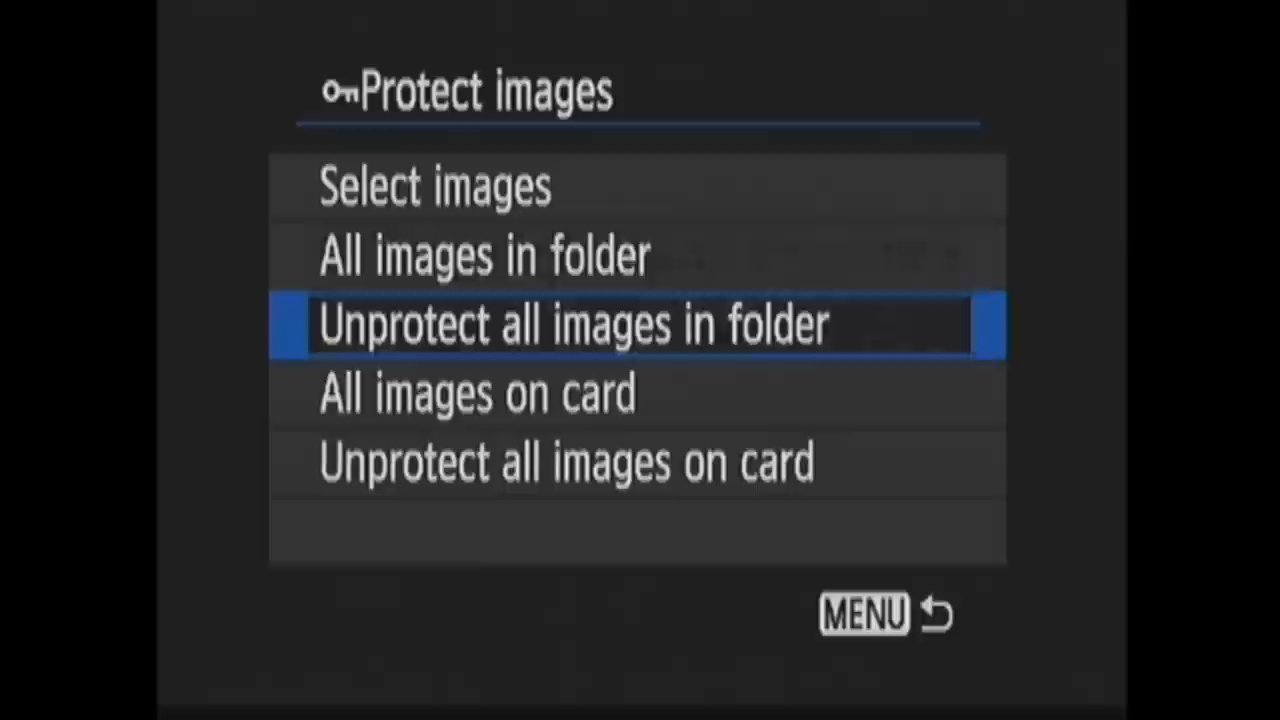 Protect images
Select images
All images in folder
Unprotect all images in folder
All images on card
Unprotect all images on card
MENU